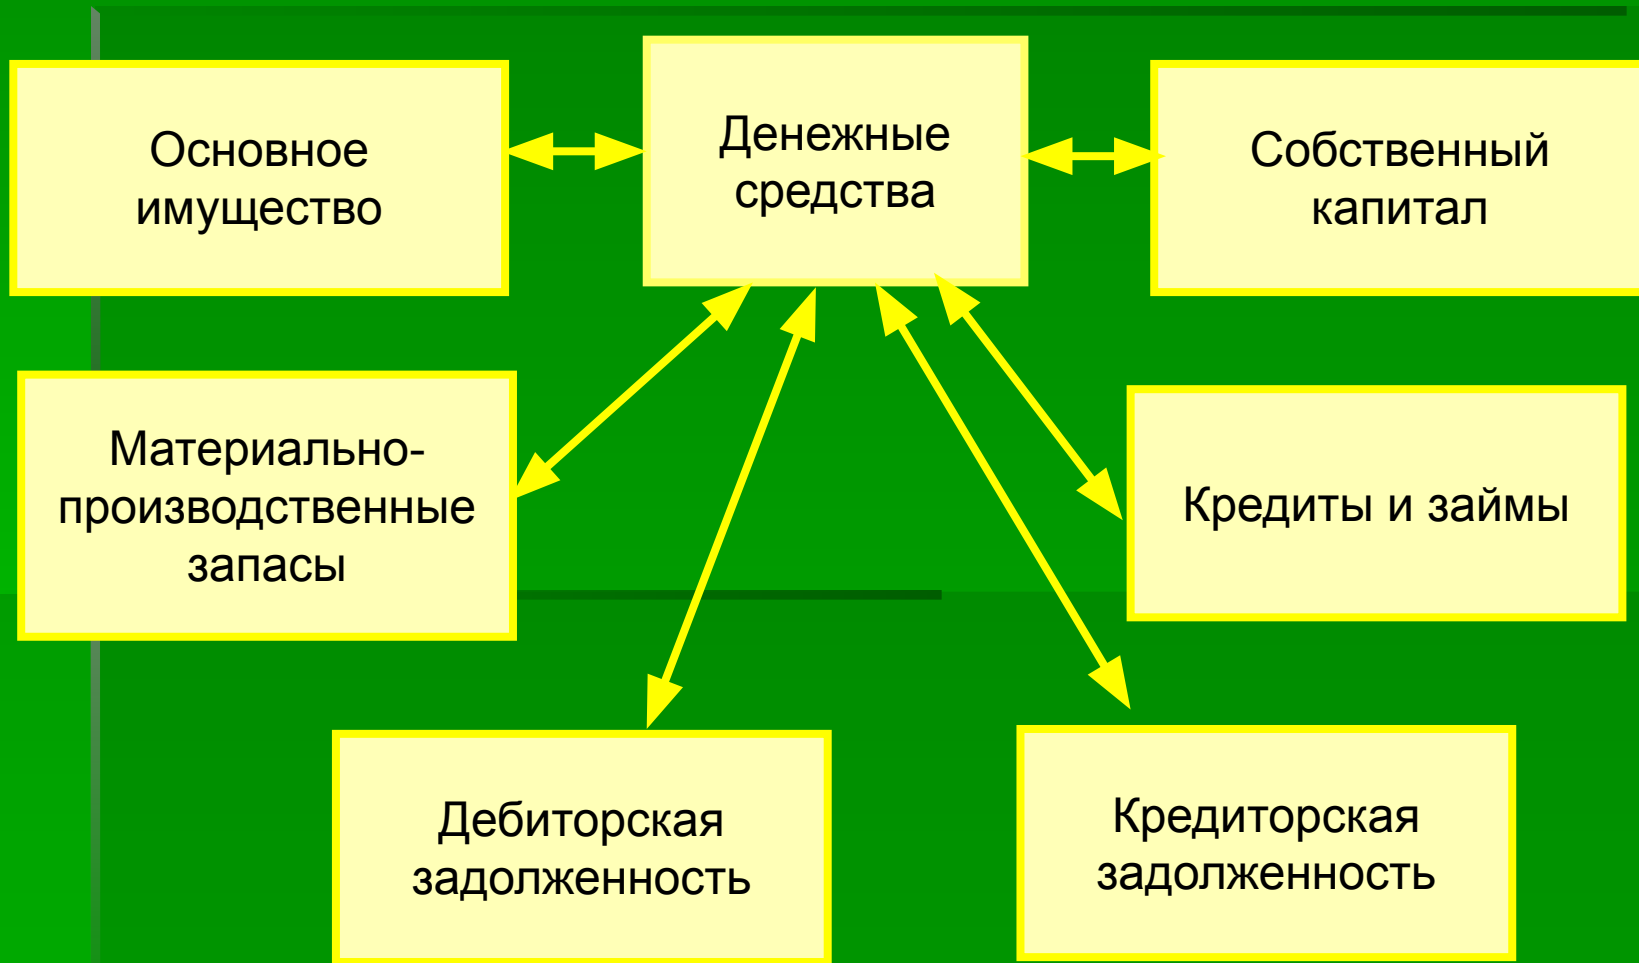 Основное
имущество
Денежные
средства
Собственный
капитал
Материально-
производственные
запасы
Кредиты и займы
Дебиторская
задолженность
Кредиторская
задолженность